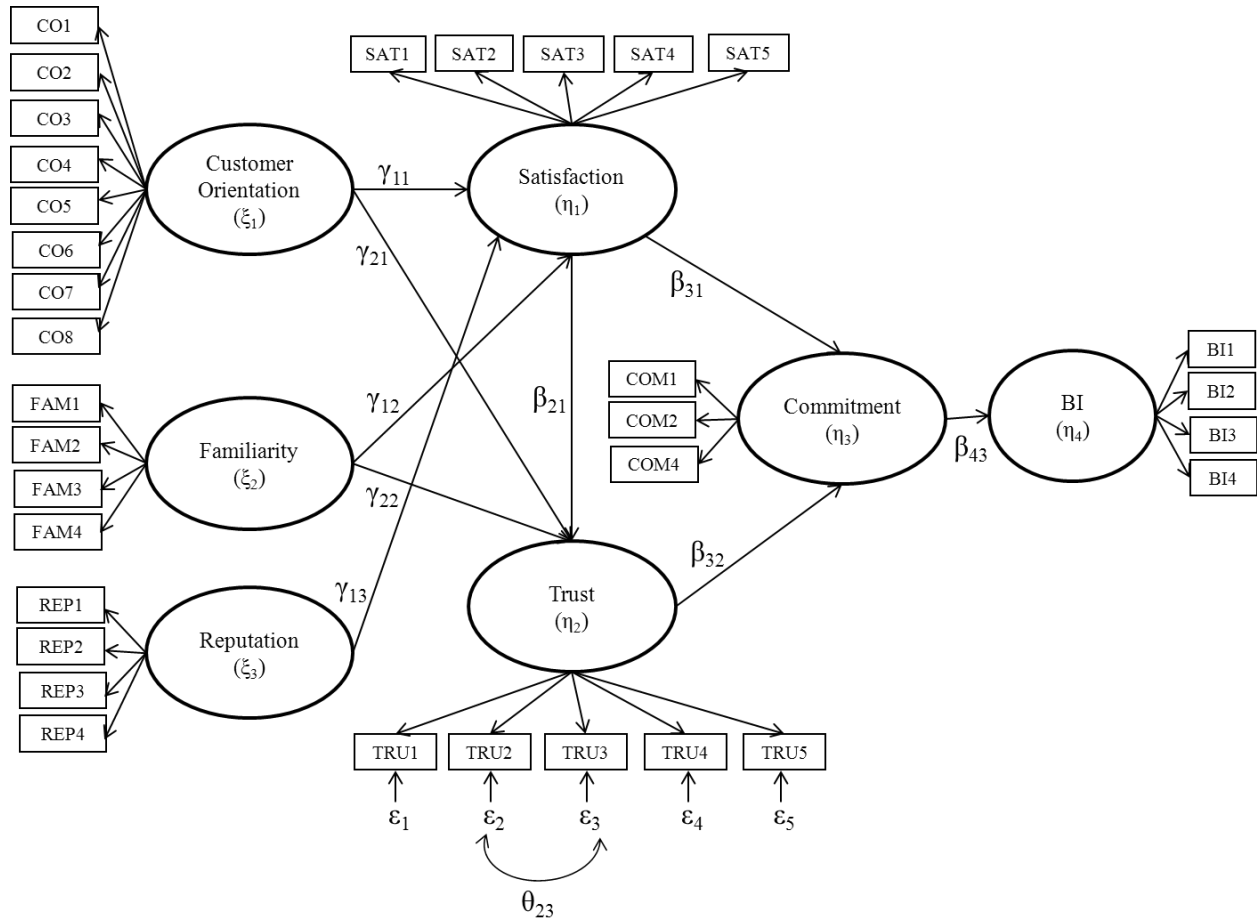 CO1
CO2
CO3
CO4
CO5
CO6
CO7
CO8
Customer
Orientation
(ξ₁)
γ₁₁
γ₂₁
SAT1
SAT2
SAT3
SAT4
SAT5
Satisfaction
(η₁)
β₃₁
FAM1
FAM2
FAM3
FAM4
Familiarity
(ξ₂)
γ₁₂
γ₂₂
β₂₁
COM1
COM2
COM4
Commitment
(η₃)
β₄₃
BI
(η₄)
BI1
BI2
BI3
BI4
REP1
REP2
REP3
REP4
Reputation
(ξ₃)
γ₁₃
Trust
(η₂)
β₃₂
TRU1
TRU2
TRU3
TRU4
TRU5
ε₁
ε₂
ε₃
ε₄
ε₅
θ₂₃